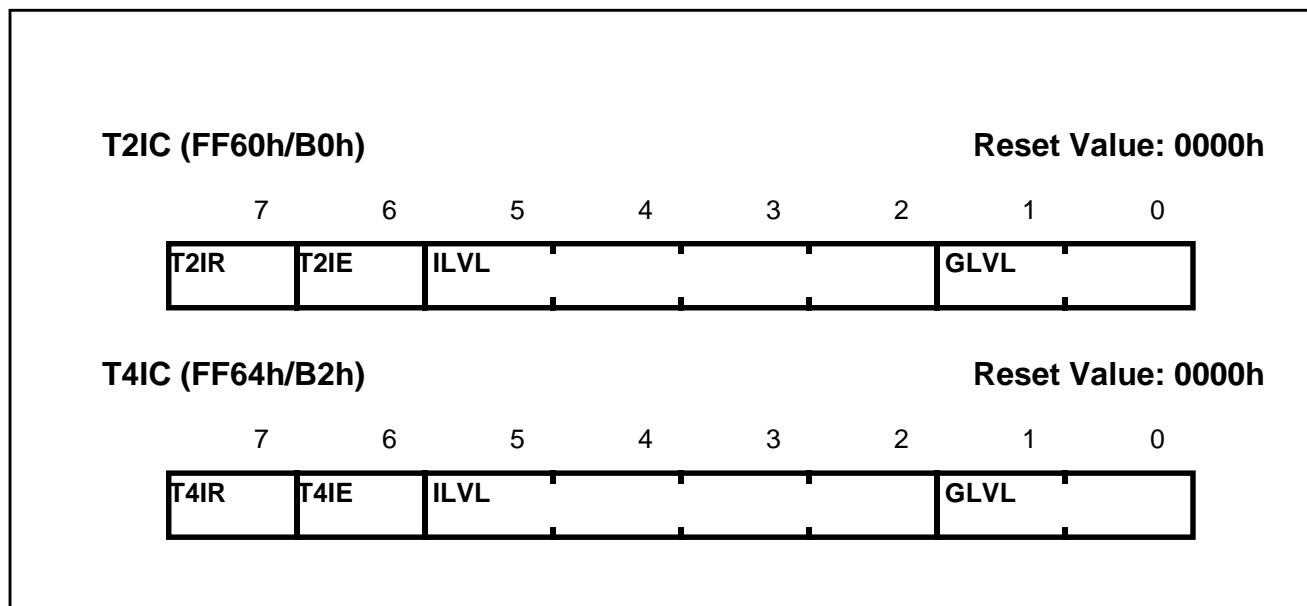 T2IC (FF60h/B0h) Reset Value: 0000h
7 6 5 4 3 2 1 0
T2IR T2IE ILVL GLVL
T4IC (FF64h/B2h) Reset Value: 0000h
7 6 5 4 3 2 1 0
T4IR T4IE ILVL GLVL